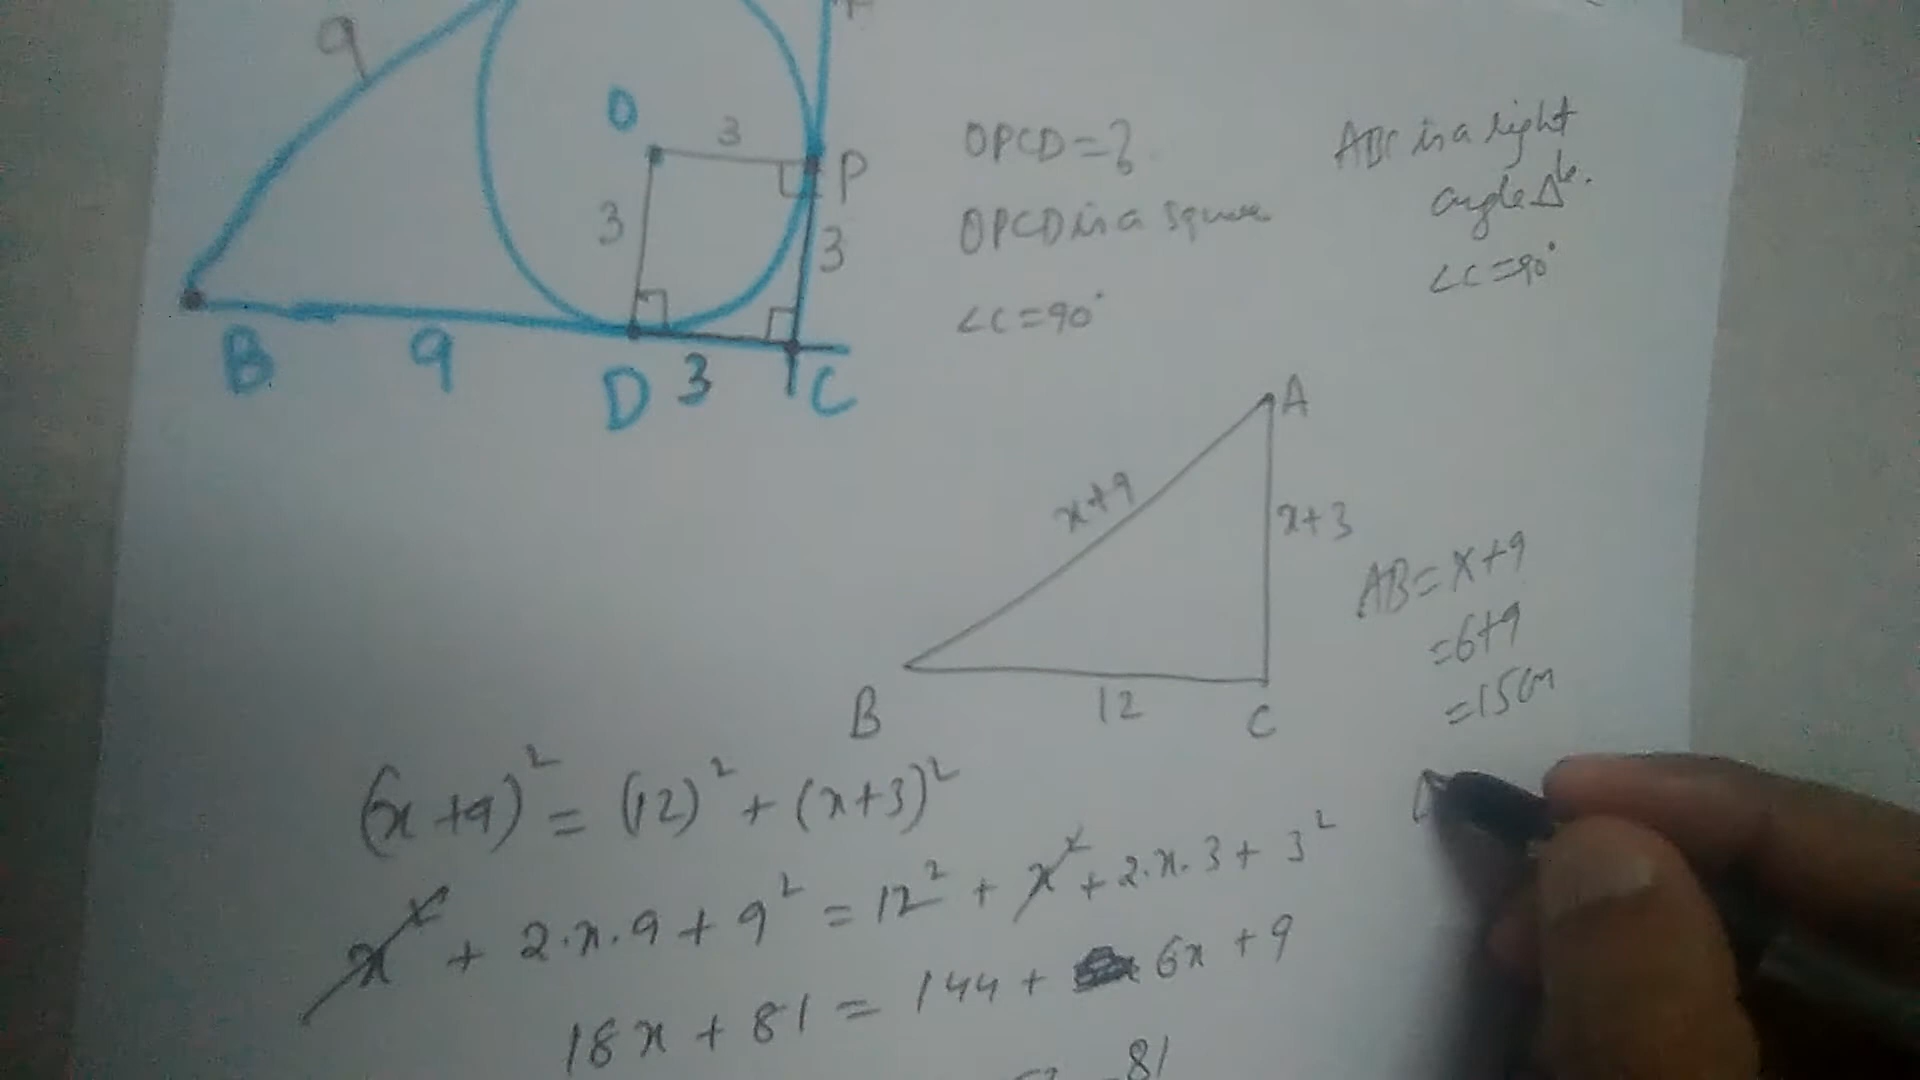 9
O
3
P
3
3
B 9 D 3 C
OPCD = ?
OPCD is a square
∠C = 90°
ABC is a right
angle Δle.
∠C = 90°
A
x+9
x+3
B 12 C
AB = x+9
= 6+9
= 15cm
(x+9)² = (12)² + (x+3)²
x² + 2.x.9 + 9² = 12² + x² + 2.x.3 + 3²
18x + 81 = 144 + 6x + 9
81